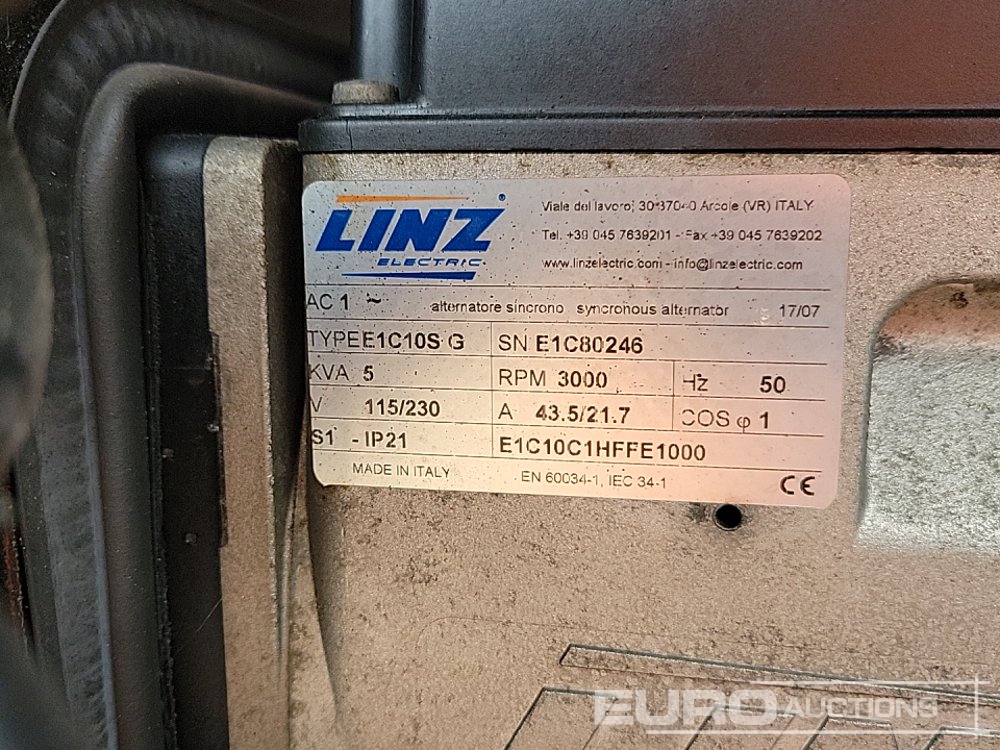 LINZ®
ELECTRIC
Viale del lavoro, 30-37040 Arcole (VR) ITALY
Tel. +39 045 7639201 - Fax +39 045 7639202
www.linzelectric.com - info@linzelectric.com
AC 1 ~ alternatore sincrono syncronous alternator 17/07
TYPE E1C10S G SN E1C80246
KVA 5 RPM 3000 Hz 50
V 115/230 A 43.5/21.7 COS φ 1
S1 - IP21 E1C10C1HFFE1000
MADE IN ITALY EN 60034-1, IEC 34-1 CE
EURO AUCTIONS